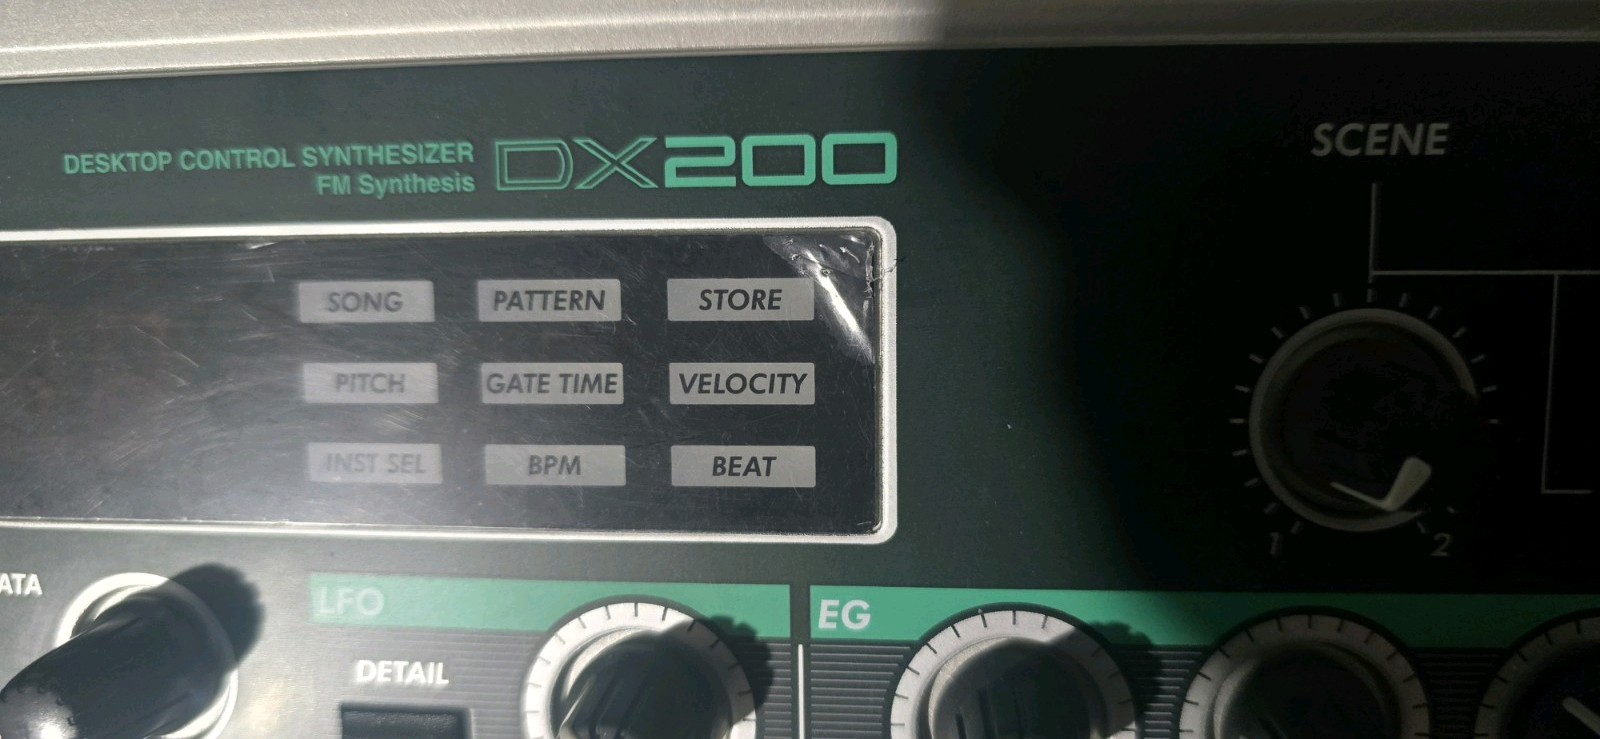 DESKTOP CONTROL SYNTHESIZER DX200
FM Synthesis
SCENE
SONG PATTERN STORE
PITCH GATE TIME VELOCITY
INST SEL BPM BEAT
1 2
ATA
LFO
EG
DETAIL